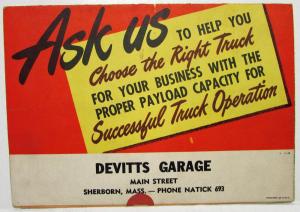 Ask us TO HELP YOU
Choose the Right Truck
FOR YOUR BUSINESS WITH THE
PROPER PAYLOAD CAPACITY FOR
Successful Truck Operation
DEVITTS GARAGE
MAIN STREET
SHERBORN, MASS. — PHONE NATICK 693